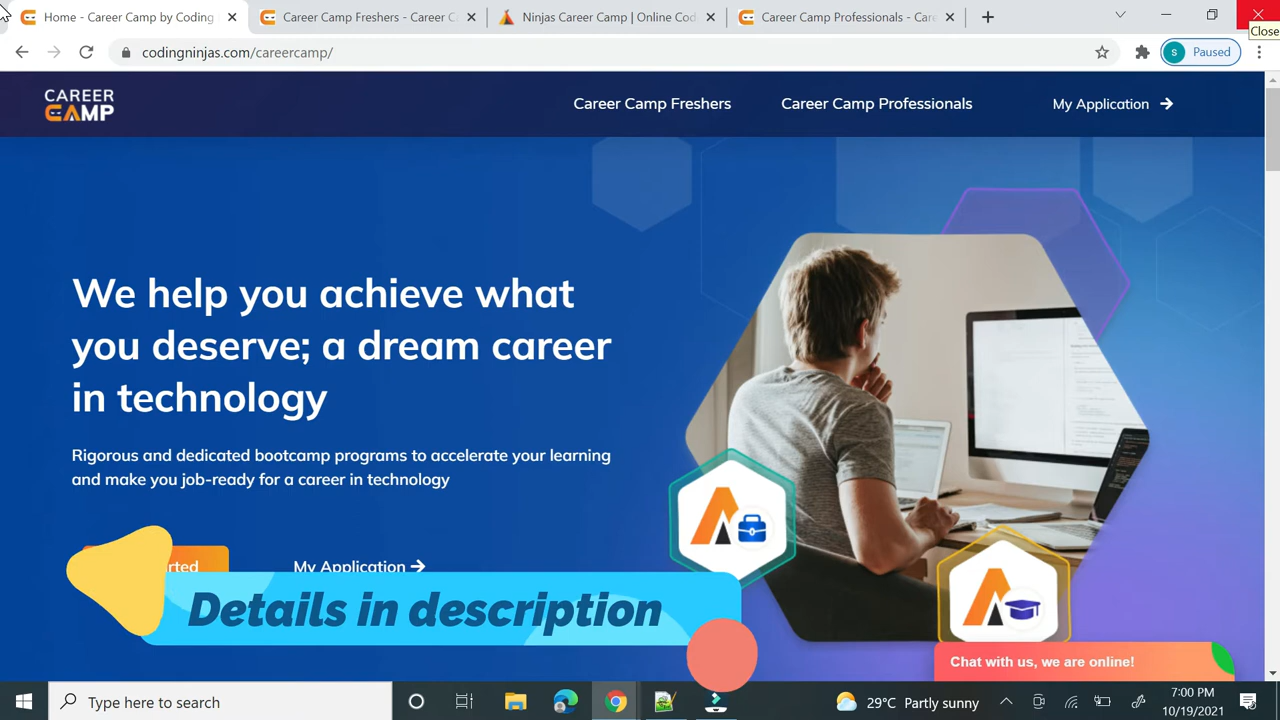 Home - Career Camp by Coding
Career Camp Freshers - Career C
Ninjas Career Camp | Online Co
Career Camp Professionals - Care
Close
codingninjas.com/careercamp/
s Paused
CAREER CAMP
Career Camp Freshers
Career Camp Professionals
My Application
We help you achieve what
you deserve; a dream career
in technology
Rigorous and dedicated bootcamp programs to accelerate your learning
and make you job-ready for a career in technology
My Application
Details in description
Chat with us, we are online!
Type here to search
29°C Partly sunny
7:00 PM
10/19/2021